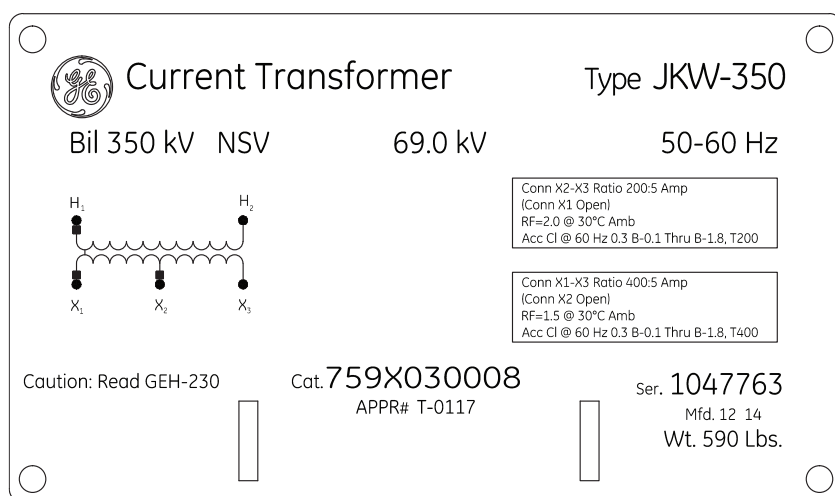 GE Current Transformer Type JKW-350
Bil 350 kV NSV 69.0 kV 50-60 Hz
H1 H2
X1 X2 X3
Conn X2-X3 Ratio 200:5 Amp
(Conn X1 Open)
RF=2.0 @ 30°C Amb
Acc Cl @ 60 Hz 0.3 B-0.1 Thru B-1.8, T200
Conn X1-X3 Ratio 400:5 Amp
(Conn X2 Open)
RF=1.5 @ 30°C Amb
Acc Cl @ 60 Hz 0.3 B-0.1 Thru B-1.8, T400
Caution: Read GEH-230
Cat. 759X030008
APPR# T-0117
Ser. 1047763
Mfd. 12 14
Wt. 590 Lbs.